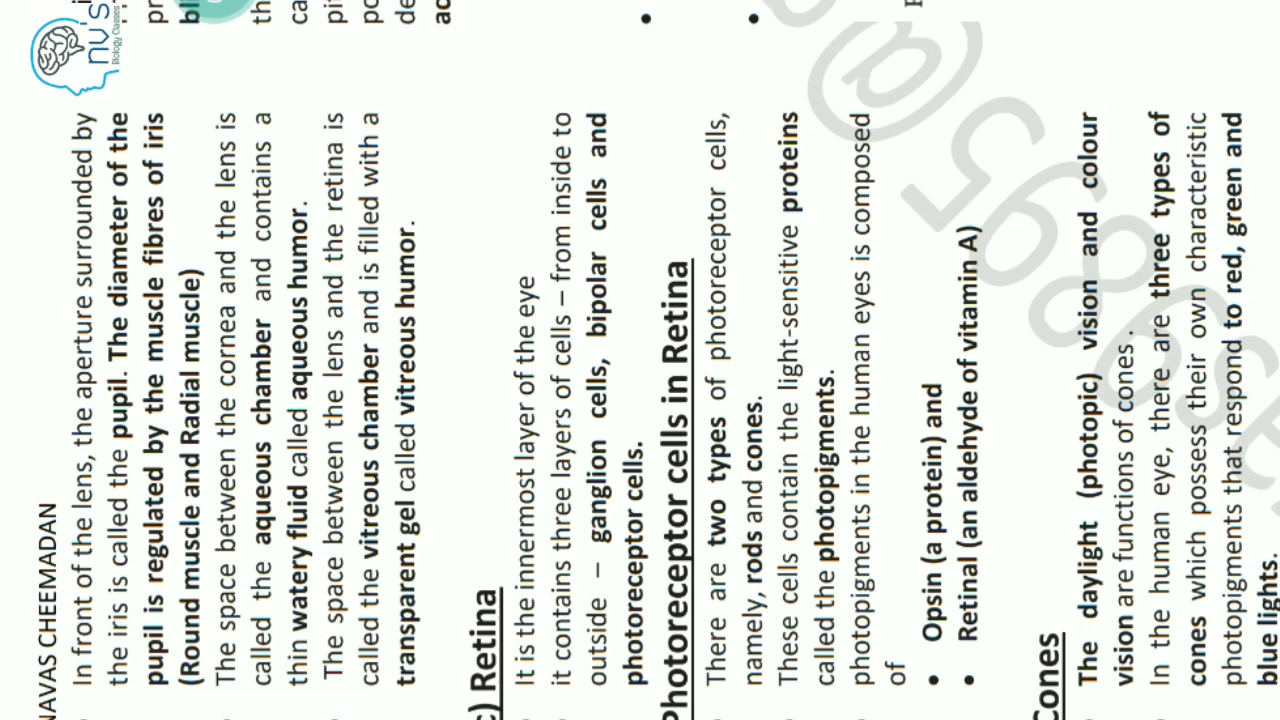 NAVAS CHEEMADAN
In front of the lens, the aperture surrounded by
the iris is called the pupil. The diameter of the
pupil is regulated by the muscle fibres of iris
(Round muscle and Radial muscle)
The space between the cornea and the lens is
called the aqueous chamber and contains a
thin watery fluid called aqueous humor.
The space between the lens and the retina is
called the vitreous chamber and is filled with a
transparent gel called vitreous humor.
c) Retina
It is the innermost layer of the eye
it contains three layers of cells – from inside to
outside – ganglion cells, bipolar cells and
photoreceptor cells.
Photoreceptor cells in Retina
There are two types of photoreceptor cells,
namely, rods and cones.
These cells contain the light-sensitive proteins
called the photopigments.
photopigments in the human eyes is composed
of
• Opsin (a protein) and
• Retinal (an aldehyde of vitamin A)
Cones
The daylight (photopic) vision and colour
vision are functions of cones .
In the human eye, there are three types of
cones which possess their own characteristic
photopigments that respond to red, green and
blue lights.
nv's
Biology Classes